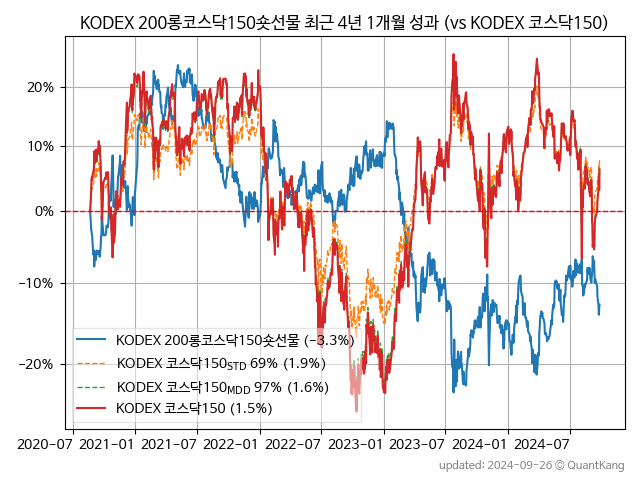 KODEX 200롱코스닥150숏선물 최근 4년 1개월 성과 (vs KODEX 코스닥150)
20%
10%
0%
−10%
−20%
KODEX 200롱코스닥150숏선물 (−3.3%)
KODEX 코스닥150STD 69% (1.9%)
KODEX 코스닥150MDD 97% (1.6%)
KODEX 코스닥150 (1.5%)
2020-07 2021-01 2021-07 2022-01 2022-07 2023-01 2023-07 2024-01 2024-07
updated: 2024-09-26 © QuantKang